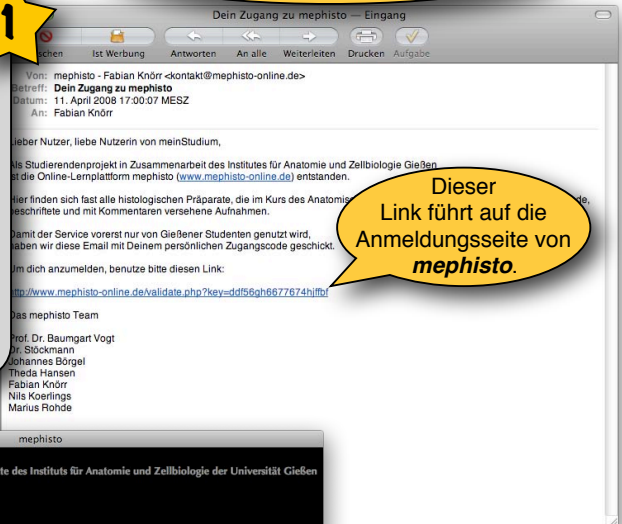 Dein Zugang zu mephisto — Eingang
1
Ist Werbung Antworten An alle Weiterleiten Drucken Aufgabe
Von: mephisto - Fabian Knörr <kontakt@mephisto-online.de>
Betreff: Dein Zugang zu mephisto
Datum: 11. April 2008 17:00:07 MESZ
An: Fabian Knörr
Lieber Nutzer, liebe Nutzerin von meinStudium,
Als Studierendenprojekt in Zusammenarbeit des Institutes für Anatomie und Zellbiologie Gießen
ist die Online-Lernplattform mephisto (www.mephisto-online.de) entstanden.
Hier finden sich fast alle histologischen Präparate, die im Kurs des
beschriftete und mit Kommentaren versehene Aufnahmen.
Damit der Service vorerst nur von Gießener Studenten genutzt wird,
haben wir diese Email mit Deinem persönlichen Zugangscode geschickt.
Um dich anzumelden, benutze bitte diesen Link:
http://www.mephisto-online.de/validate.php?key=ddf56gh6677674hjffbf
Das mephisto Team
Prof. Dr. Baumgart Vogt
Dr. Stöckmann
Johannes Börgel
Theda Hansen
Fabian Knörr
Nils Koerlings
Marius Rohde
Dieser
Link führt auf die
Anmeldungsseite von
mephisto.
mephisto
des Instituts für Anatomie und Zellbiologie der Universität Gießen